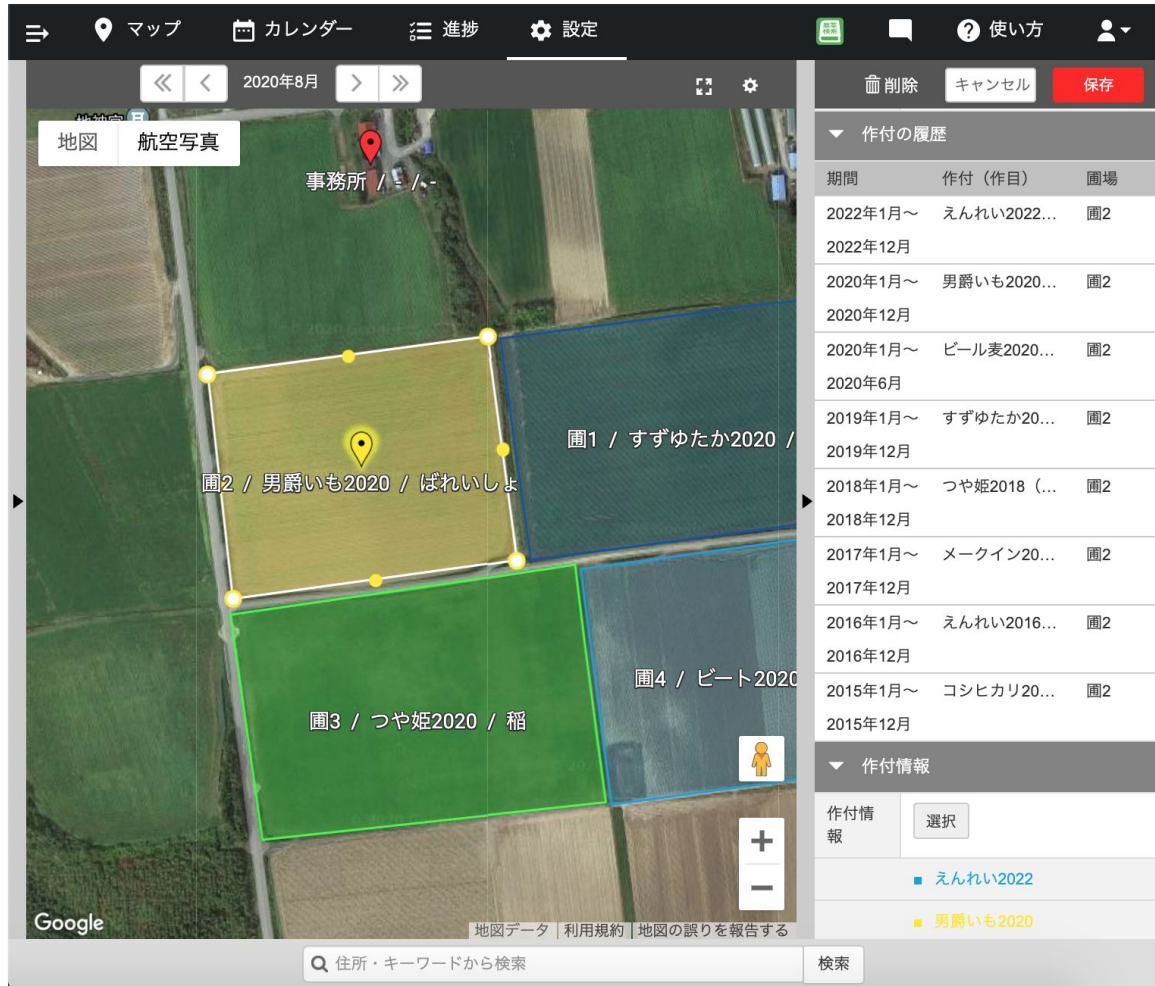 マップ
カレンダー
進捗
設定
農薬検索
使い方
2020年8月
削除
キャンセル
保存
地図
航空写真
事務所 / - / -
圃1 / すずゆたか2020 /
圃2 / 男爵いも2020 / ばれいしょ
圃4 / ビート2020
圃3 / つや姫2020 / 稲
Google
地図データ
利用規約
地図の誤りを報告する
住所・キーワードから検索
検索
作付の履歴
期間 作付（作目） 圃場
2022年1月～ えんれい2022... 圃2
2022年12月
2020年1月～ 男爵いも2020... 圃2
2020年12月
2020年1月～ ビール麦2020... 圃2
2020年6月
2019年1月～ すずゆたか20... 圃2
2019年12月
2018年1月～ つや姫2018（... 圃2
2018年12月
2017年1月～ メークイン20... 圃2
2017年12月
2016年1月～ えんれい2016... 圃2
2016年12月
2015年1月～ コシヒカリ20... 圃2
2015年12月
作付情報
作付情
報
選択
えんれい2022
男爵いも2020